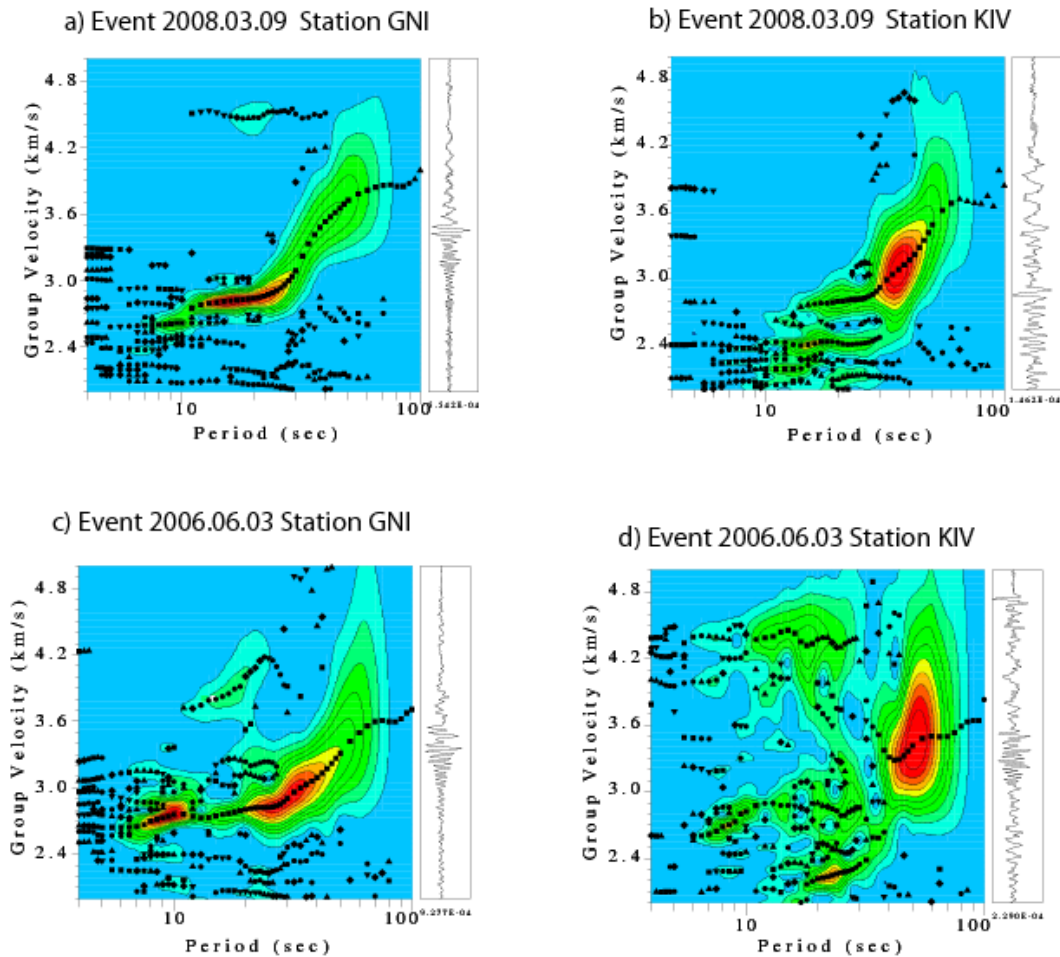 a) Event 2008.03.09 Station GNI
b) Event 2008.03.09 Station KIV
Group Velocity (km/s)
4.8
4.2
3.6
3.0
2.4
10
100
Period (sec)
Group Velocity (km/s)
4.8
4.2
3.6
3.0
2.4
10
100
1.462E-04
Period (sec)
c) Event 2006.06.03 Station GNI
d) Event 2006.06.03 Station KIV
Group Velocity (km/s)
4.8
4.2
3.6
3.0
2.4
10
100
9.277E-04
Period (sec)
Group Velocity (km/s)
4.8
4.2
3.6
3.0
2.4
10
100
2.290E-04
Period (sec)